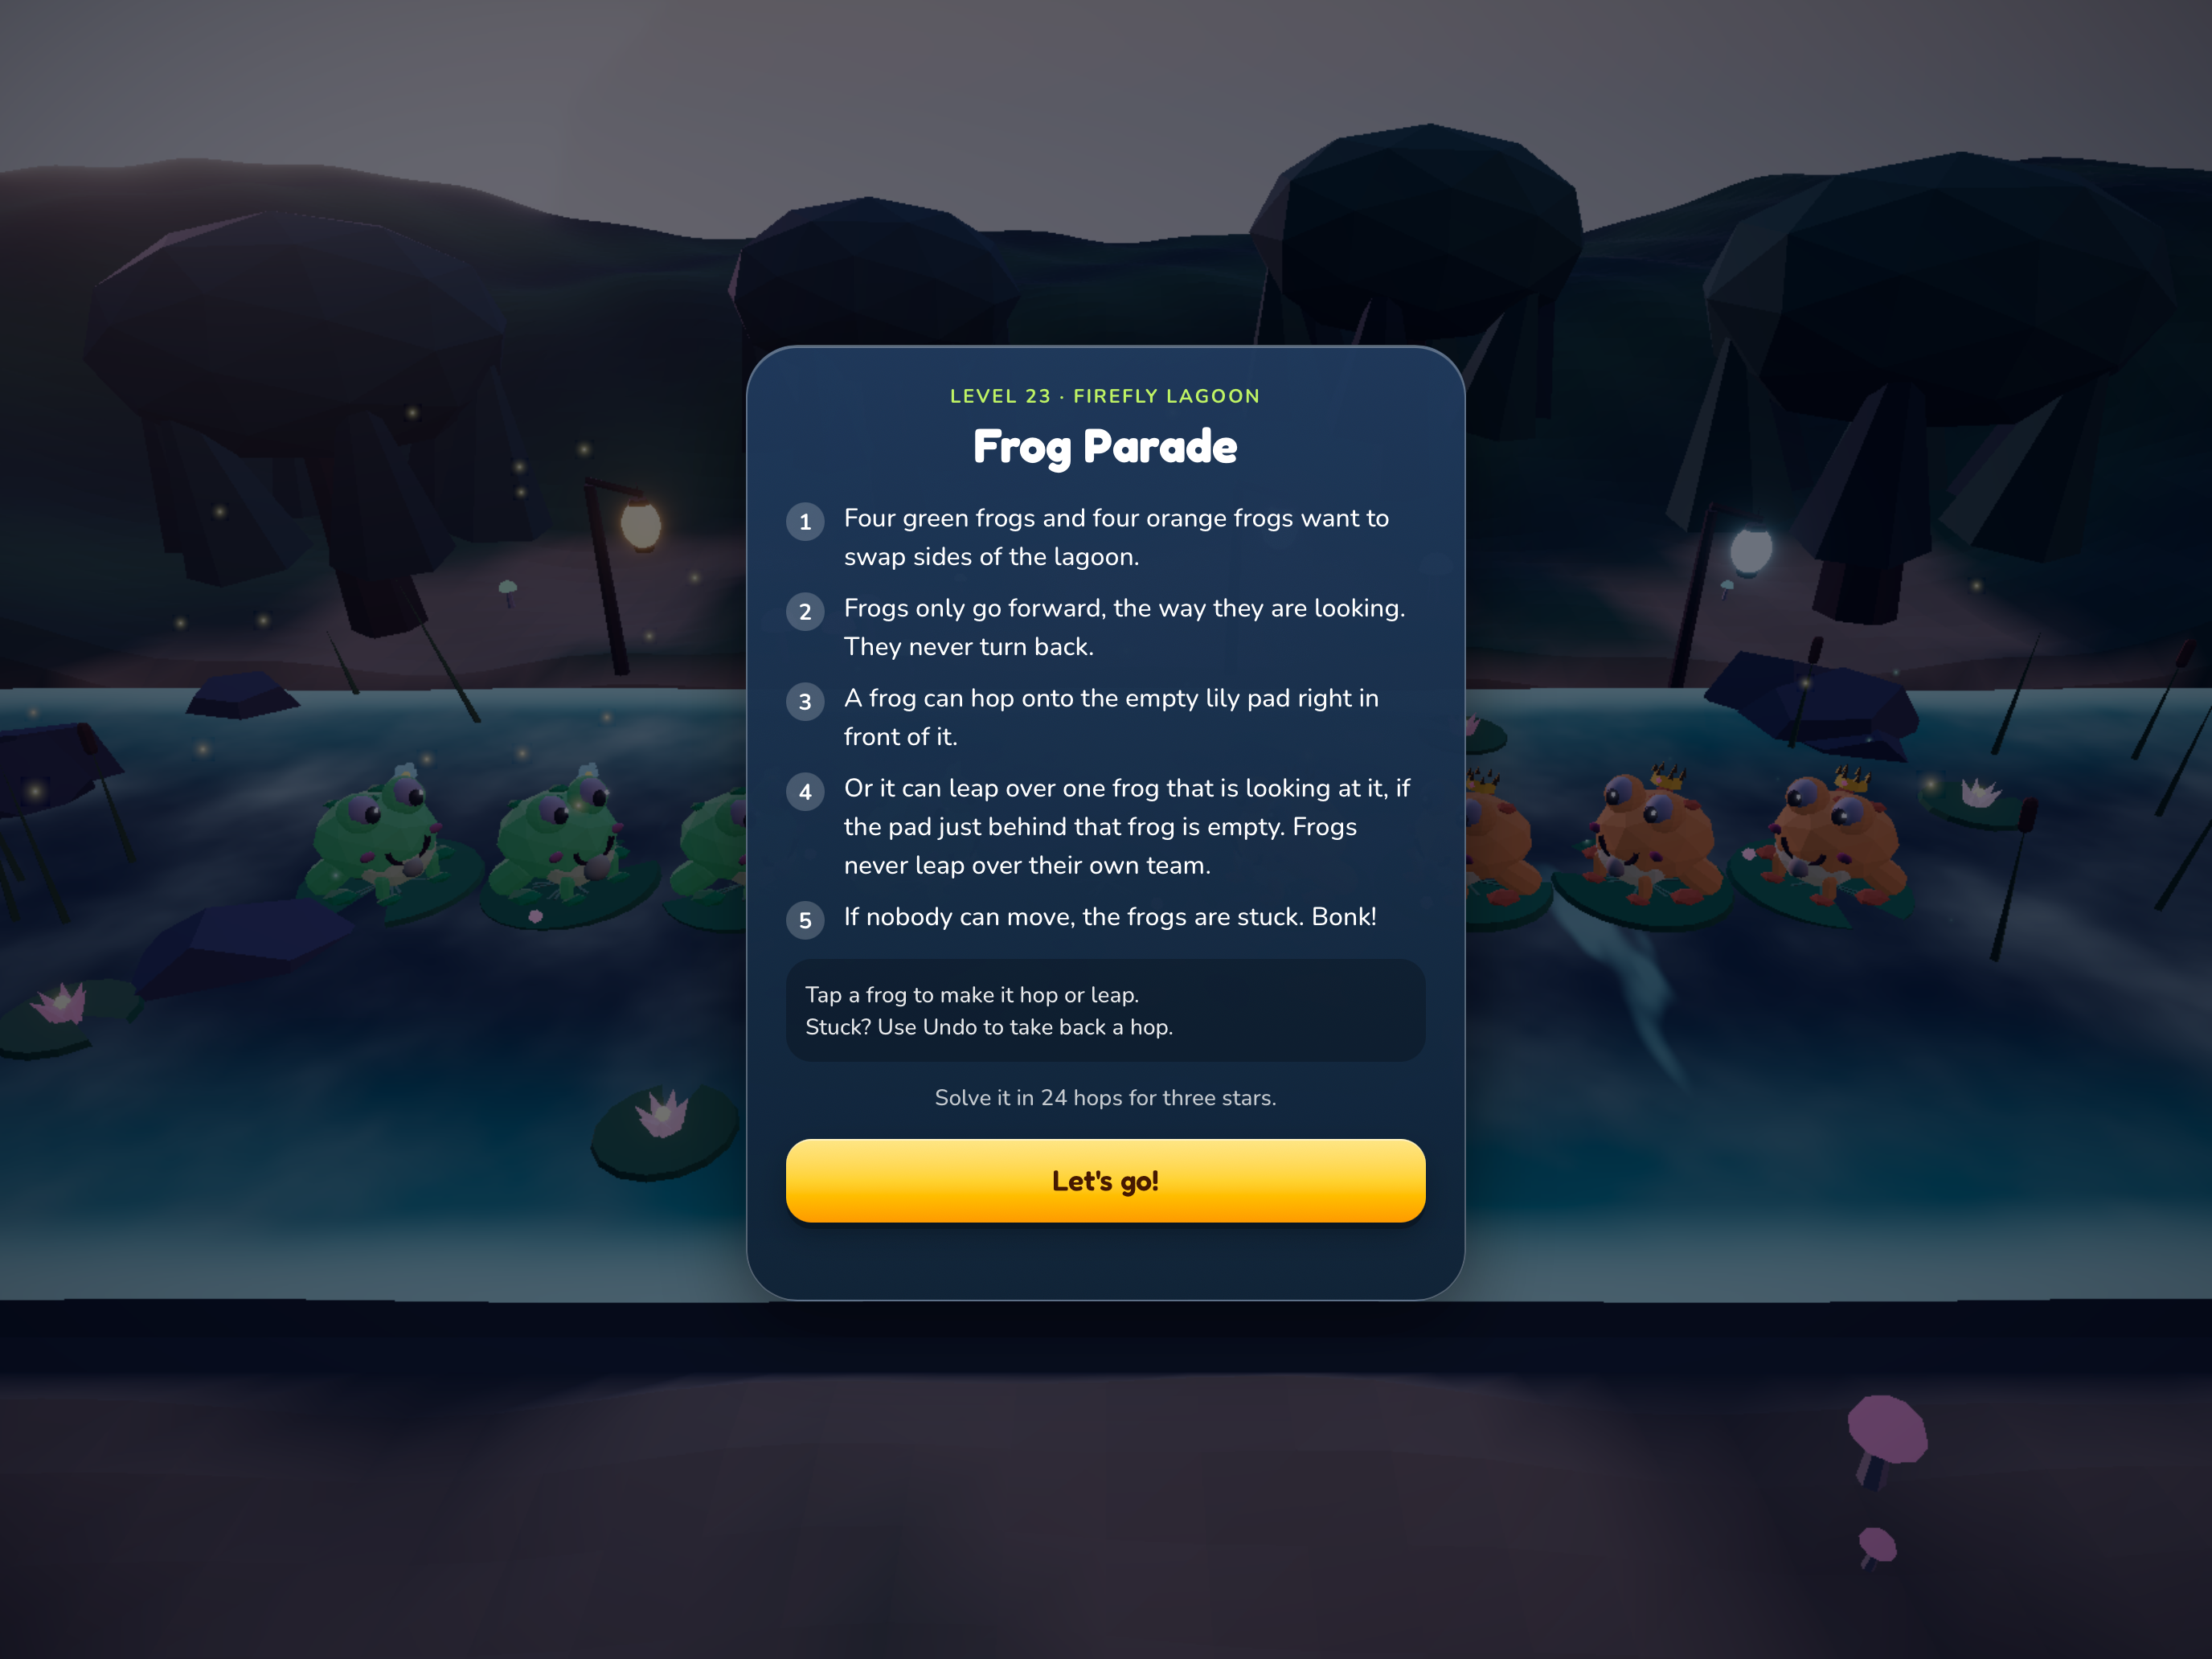 LEVEL 23 · FIREFLY LAGOON
Frog Parade
1 Four green frogs and four orange frogs want to
swap sides of the lagoon.
2 Frogs only go forward, the way they are looking.
They never turn back.
3 A frog can hop onto the empty lily pad right in
front of it.
4 Or it can leap over one frog that is looking at it, if
the pad just behind that frog is empty. Frogs
never leap over their own team.
5 If nobody can move, the frogs are stuck. Bonk!
Tap a frog to make it hop or leap.
Stuck? Use Undo to take back a hop.
Solve it in 24 hops for three stars.
Let's go!